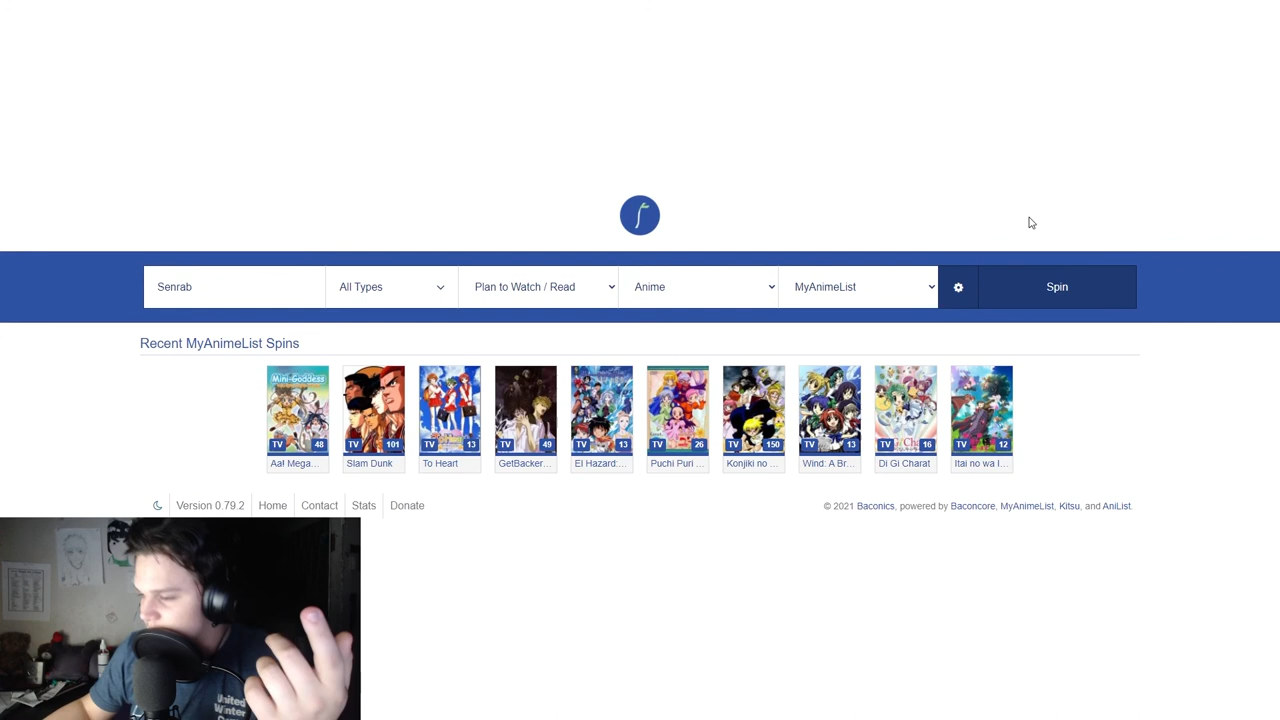 Senrab All Types Plan to Watch / Read Anime MyAnimeList Spin
Recent MyAnimeList Spins
Mini-Goddess
TV 48 TV 101 TV 13 TV 49 TV 13 TV 26 TV 150 TV 13 TV 16 TV 12
Aa! Mega... Slam Dunk To Heart GetBacker... El Hazard:... Puchi Puri ... Konjiki no ... Wind: A Br... Di Gi Charat Itai no wa I...
Version 0.79.2 Home Contact Stats Donate © 2021 Baconics, powered by Baconcore, MyAnimeList, Kitsu, and AniList.
United
Winter